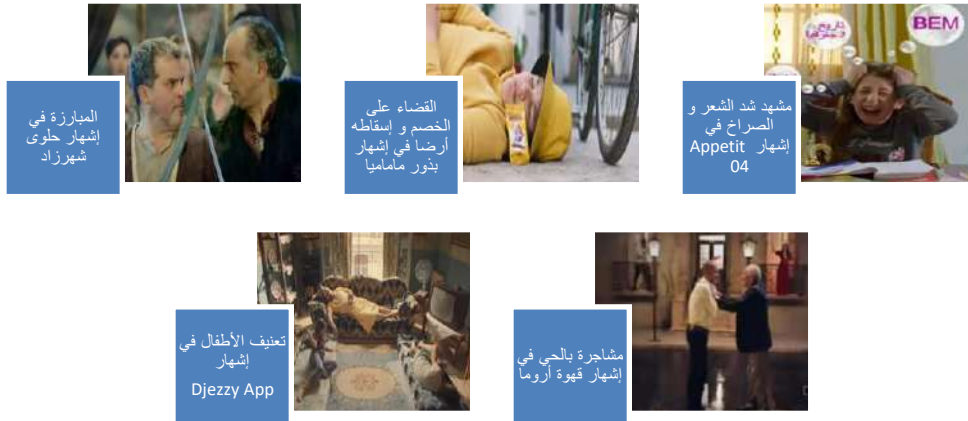 مشهد شد الشعر و
الصراخ في
إشهار Appetit
04
BEM
القضاء على
الخصم و إسقاطه
أرضا في إشهار
بذور ماماميا
المبارزة في
إشهار حلوى
شهرزاد
مشاجرة بالحي في
إشهار قهوة أروما
تعنيف الأطفال في
إشهار
Djezzy App